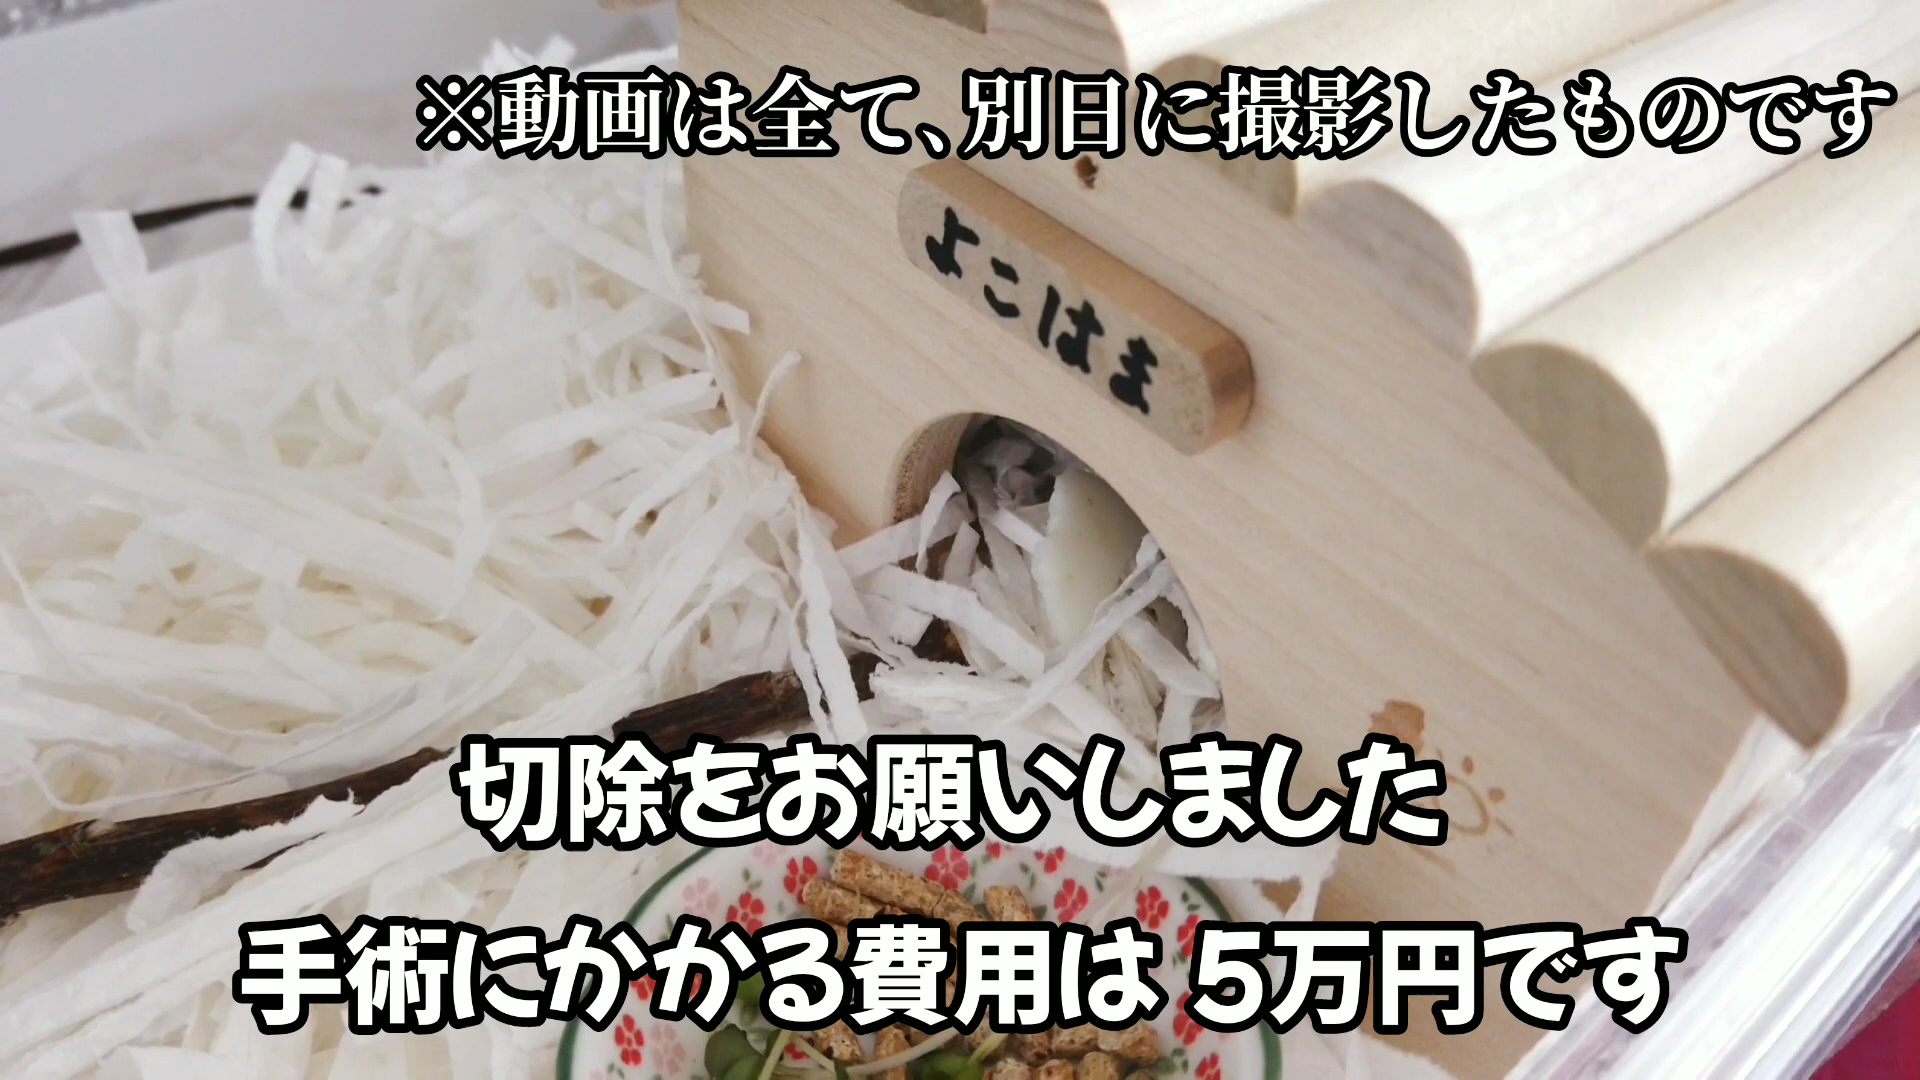 ※動画は全て、別日に撮影したものです
よこはま
切除をお願いしました
手術にかかる費用は 5万円です